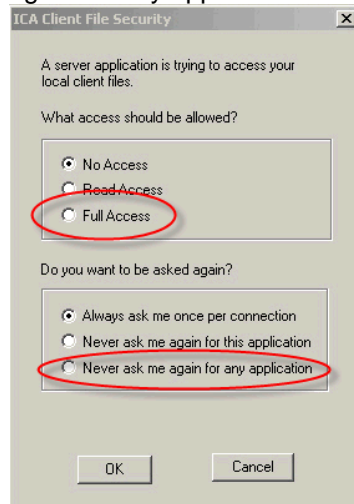 ICA Client File Security
A server application is trying to access your
local client files.
What access should be allowed?
No Access
Read Access
Full Access
Do you want to be asked again?
Always ask me once per connection
Never ask me again for this application
Never ask me again for any application
OK
Cancel